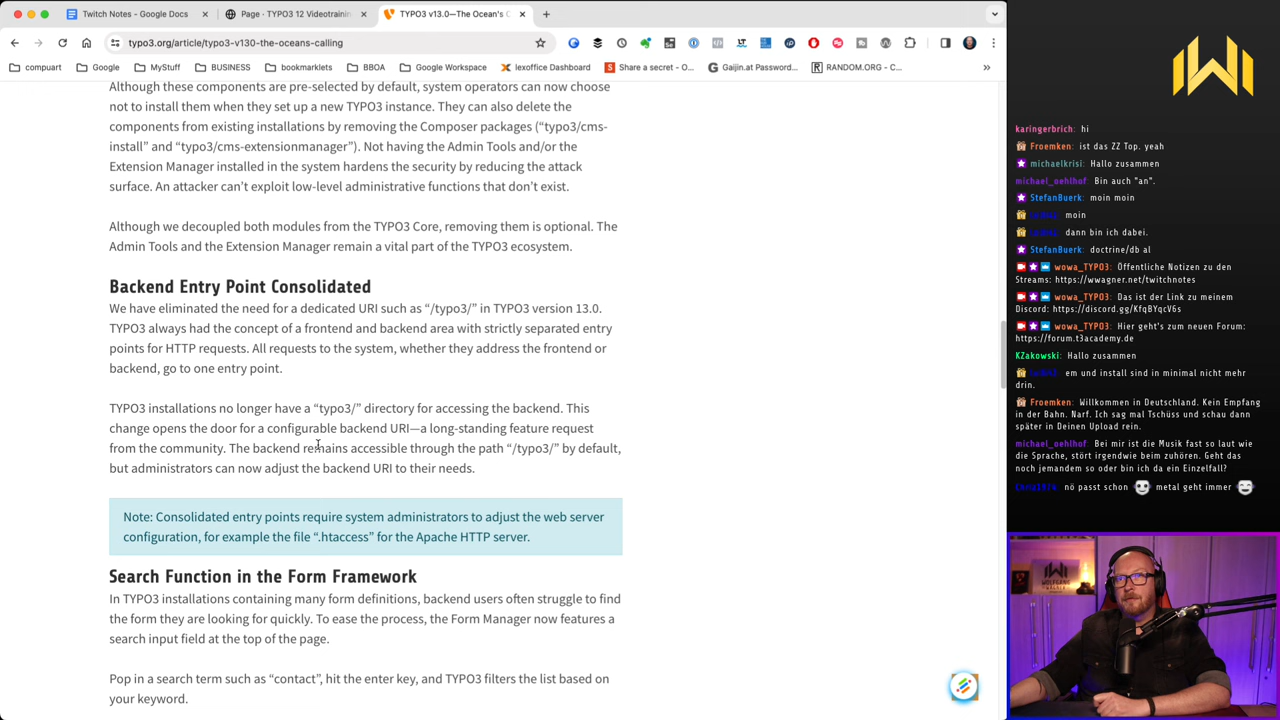 Twitch Notes - Google Docs
Page · TYPO3 12 Videotrainin
TYPO3 v13.0—The Ocean's C
typo3.org/article/typo3-v130-the-oceans-calling
compuart
Google
MyStuff
BUSINESS
bookmarklets
BBOA
Google Workspace
lexoffice Dashboard
Share a secret - O...
Gaijin.at Password...
RANDOM.ORG - C...
Although these components are pre-selected by default, system operators can now choose
not to install them when they set up a new TYPO3 instance. They can also delete the
components from existing installations by removing the Composer packages (“typo3/cms-
install” and “typo3/cms-extensionmanager”). Not having the Admin Tools and/or the
Extension Manager installed in the system hardens the security by reducing the attack
surface. An attacker can’t exploit low-level administrative functions that don’t exist.
Although we decoupled both modules from the TYPO3 Core, removing them is optional. The
Admin Tools and the Extension Manager remain a vital part of the TYPO3 ecosystem.
Backend Entry Point Consolidated
We have eliminated the need for a dedicated URI such as “/typo3/” in TYPO3 version 13.0.
TYPO3 always had the concept of a frontend and backend area with strictly separated entry
points for HTTP requests. All requests to the system, whether they address the frontend or
backend, go to one entry point.
TYPO3 installations no longer have a “typo3/” directory for accessing the backend. This
change opens the door for a configurable backend URI—a long-standing feature request
from the community. The backend remains accessible through the path “/typo3/” by default,
but administrators can now adjust the backend URI to their needs.
Note: Consolidated entry points require system administrators to adjust the web server
configuration, for example the file “.htaccess” for the Apache HTTP server.
Search Function in the Form Framework
In TYPO3 installations containing many form definitions, backend users often struggle to find
the form they are looking for quickly. To ease the process, the Form Manager now features a
search input field at the top of the page.
Pop in a search term such as “contact”, hit the enter key, and TYPO3 filters the list based on
your keyword.
karingerbrich: hi
Froemken: ist das ZZ Top. yeah
michaelkrisi: Hallo zusammen
michael_oehlhof: Bin auch "an".
StefanBuerk: moin moin
moin
dann bin ich dabei.
StefanBuerk: doctrine/db al
wowa_TYPO3: Öffentliche Notizen zu den
Streams: https://wwagner.net/twitchnotes
wowa_TYPO3: Das ist der Link zu meinem
Discord: https://discord.gg/KfqBYqcV6s
wowa_TYPO3: Hier geht's zum neuen Forum:
https://forum.t3academy.de
KZakowski: Hallo zusammen
em und install sind in minimal nicht mehr
drin.
Froemken: Willkommen in Deutschland. Kein Empfang
in der Bahn. Narf. Ich sag mal Tschüss und schau dann
später in Deinen Upload rein.
michael_oehlhof: Bei mir ist die Musik fast so laut wie
die Sprache, stört irgendwie beim zuhören. Geht das
noch jemandem so oder bin ich da ein Einzelfall?
nö passt schon metal geht immer